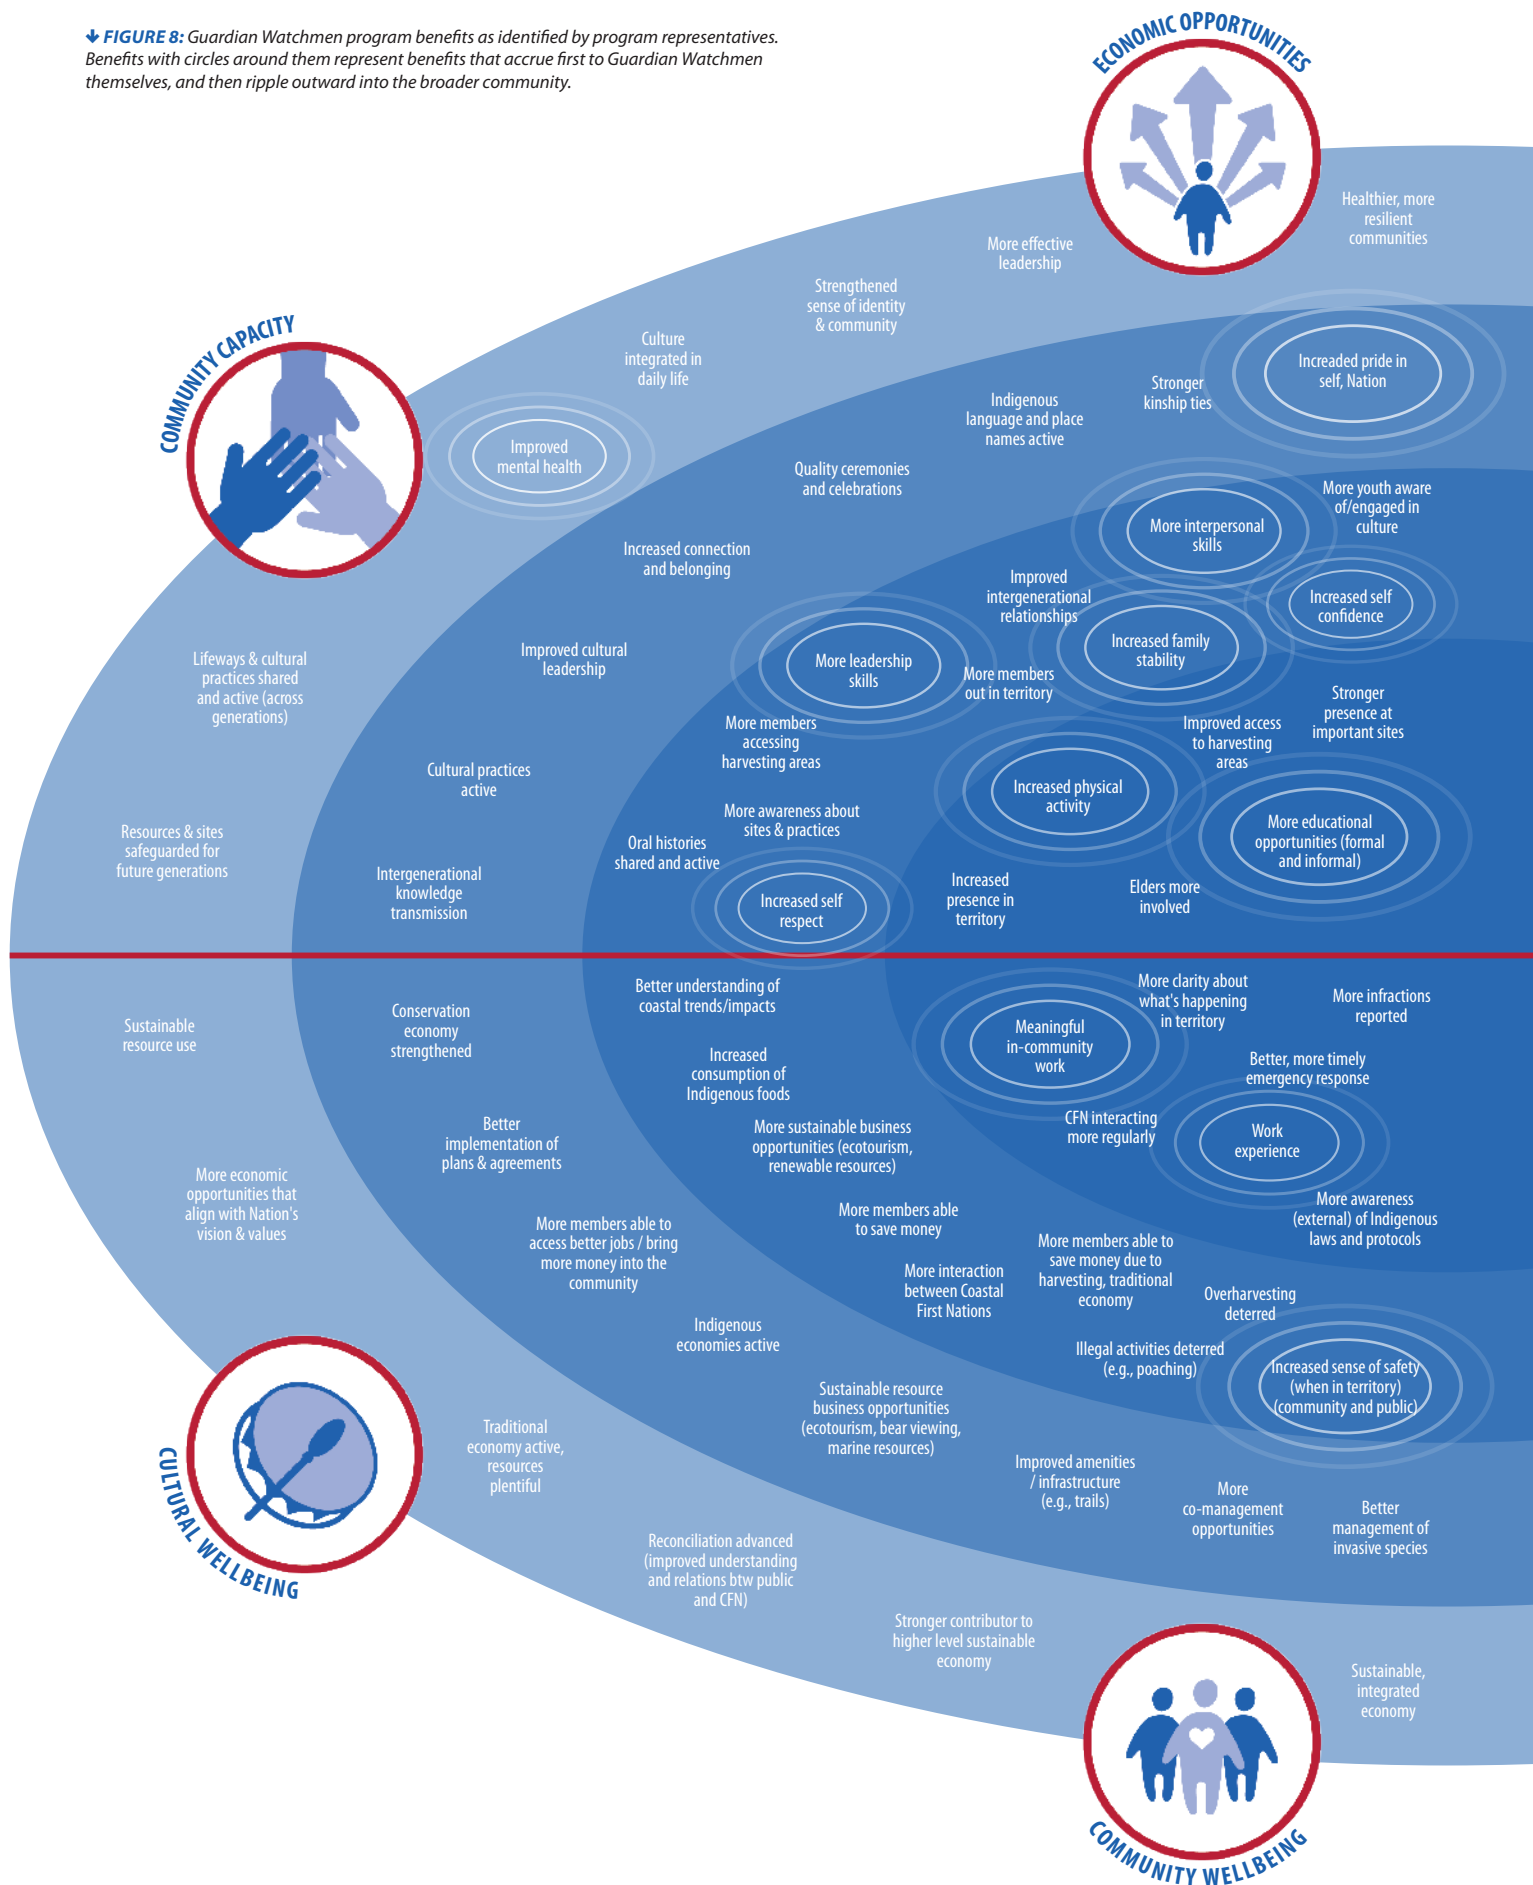 FIGURE 8: Guardian Watchmen program benefits as identified by program representatives.
Benefits with circles around them represent benefits that accrue first to Guardian Watchmen
themselves, and then ripple outward into the broader community.
ECONOMIC OPPORTUNITIES
Healthier, more
resilient
communities
More effective
leadership
Strengthened
sense of identity
& community
Culture
integrated in
daily life
COMMUNITY CAPACITY
Improved
mental health
Increaded pride in
self, Nation
Stronger
kinship ties
Indigenous
language and place
names active
Quality ceremonies
and celebrations
Increased connection
and belonging
More youth aware
of/engaged in
culture
More interpersonal
skills
Improved
intergenerational
relationships
Increased self
confidence
Increased family
stability
More leadership
skills
More members
out in territory
Improved cultural
leadership
Lifeways & cultural
practices shared
and active (across
generations)
Stronger
presence at
important sites
Improved access
to harvesting
areas
More members
accessing
harvesting areas
Cultural practices
active
Increased physical
activity
More educational
opportunities (formal
and informal)
More awareness about
sites & practices
Oral histories
shared and active
Resources & sites
safeguarded for
future generations
Intergenerational
knowledge
transmission
Increased self
respect
Increased
presence in
territory
Elders more
involved
Better understanding of
coastal trends/impacts
More clarity about
what's happening
in territory
More infractions
reported
Sustainable
resource use
Conservation
economy
strengthened
Meaningful
in-community
work
Increased
consumption of
Indigenous foods
Better, more timely
emergency response
CFN interacting
more regularly
Work
experience
Better
implementation of
plans & agreements
More sustainable business
opportunities (ecotourism,
renewable resources)
More economic
opportunities that
align with Nation's
vision & values
More awareness
(external) of Indigenous
laws and protocols
More members able
to save money
More members able to
access better jobs / bring
more money into the
community
More members able to
save money due to
harvesting, traditional
economy
More interaction
between Coastal
First Nations
Overharvesting
deterred
Indigenous
economies active
Illegal activities deterred
(e.g., poaching)
Increased sense of safety
(when in territory)
(community and public)
Sustainable resource
business opportunities
(ecotourism, bear viewing,
marine resources)
CULTURAL WELLBEING
Traditional
economy active,
resources
plentiful
Improved amenities
/ infrastructure
(e.g., trails)
More
co-management
opportunities
Better
management of
invasive species
Reconciliation advanced
(improved understanding
and relations btw public
and CFN)
Stronger contributor to
higher level sustainable
economy
Sustainable,
integrated
economy
COMMUNITY WELLBEING